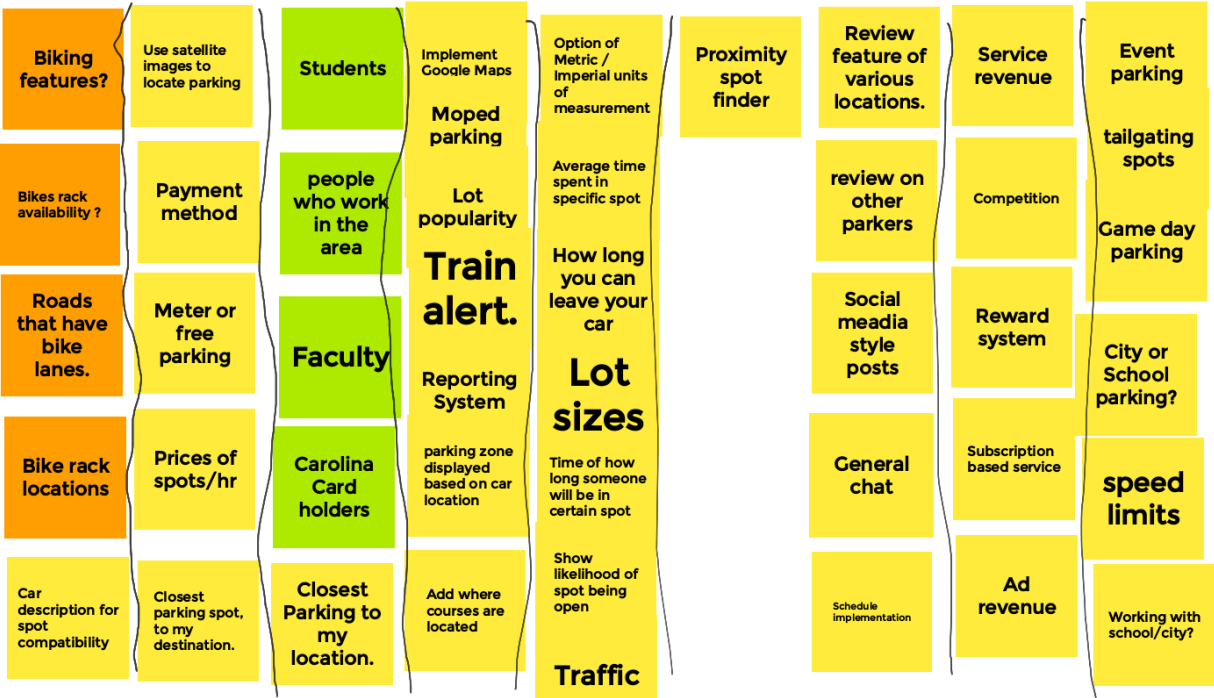 Biking
features?
Bikes rack
availability ?
Roads
that have
bike
lanes.
Bike rack
locations
Car
description for
spot
compatibility
Use satellite
images to
locate parking
Payment
method
Meter or
free
parking
Prices of
spots/hr
Closest
parking spot,
to my
destination.
Students
people
who work
in the
area
Faculty
Carolina
Card
holders
Closest
Parking to
my
location.
Implement
Google Maps
Moped
parking
Lot
popularity
Train
alert.
Reporting
System
parking zone
displayed
based on car
location
Add where
courses are
located
Option of
Metric /
Imperial units
of
measurement
Average time
spent in
specific spot
How long
you can
leave your
car
Lot
sizes
Time of how
long someone
will be in
certain spot
Show
likelihood of
spot being
open
Traffic
Proximity
spot
finder
Review
feature of
various
locations.
review on
other
parkers
Social
meadia
style
posts
General
chat
Schedule
implementation
Service
revenue
Competition
Reward
system
Subscription
based service
Ad
revenue
Event
parking
tailgating
spots
Game day
parking
City or
School
parking?
speed
limits
Working with
school/city?